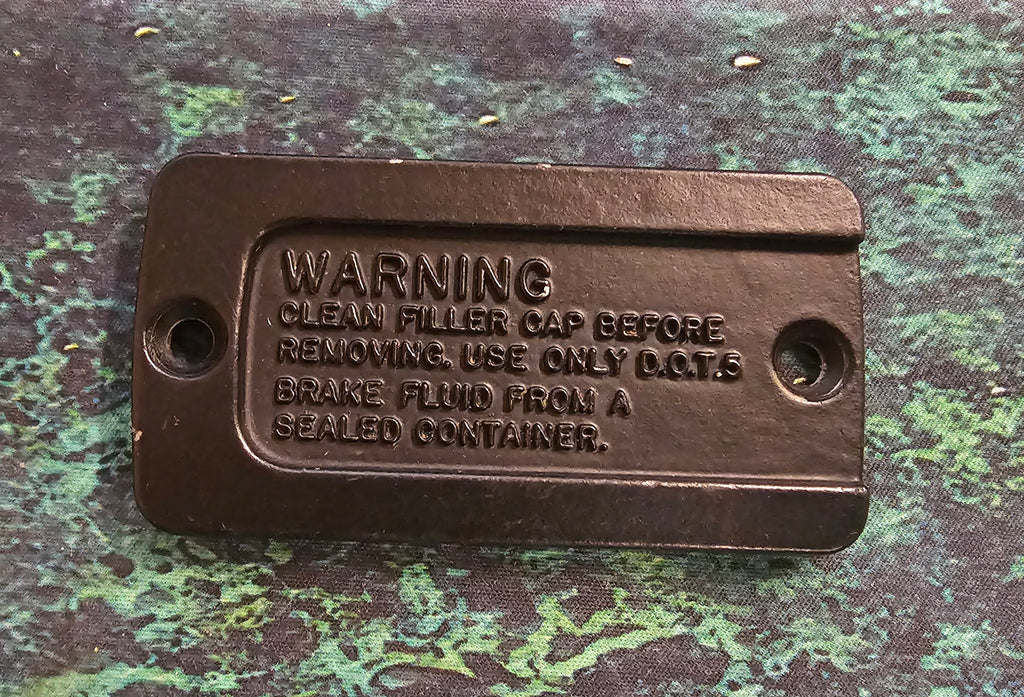 WARNING
CLEAN FILLER CAP BEFORE
REMOVING. USE ONLY D.O.T.5
BRAKE FLUID FROM A
SEALED CONTAINER.